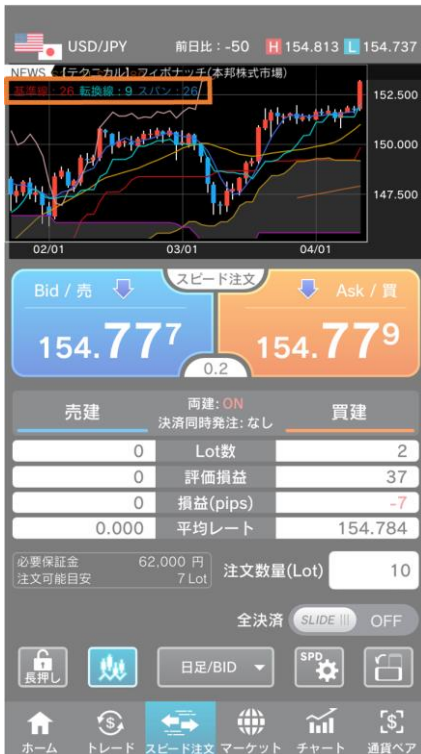 USD/JPY 前日比：-50 H 154.813 L 154.737
NEWS 【テクニカル】フィボナッチ(本邦株式市場)
基準線：26 転換線：9 スパン：26
152.500
150.000
147.500
02/01 03/01 04/01
スピード注文
Bid / 売 Ask / 買
154.777 154.779
0.2
売建 両建: ON 買建
決済同時発注: なし
0 Lot数 2
0 評価損益 37
0 損益(pips) -7
0.000 平均レート 154.784
必要保証金 62,000 円
注文可能目安 7 Lot
注文数量(Lot) 10
全決済 SLIDE OFF
長押し 日足/BID SPD
ホーム トレード スピード注文 マーケット チャート 通貨ペア